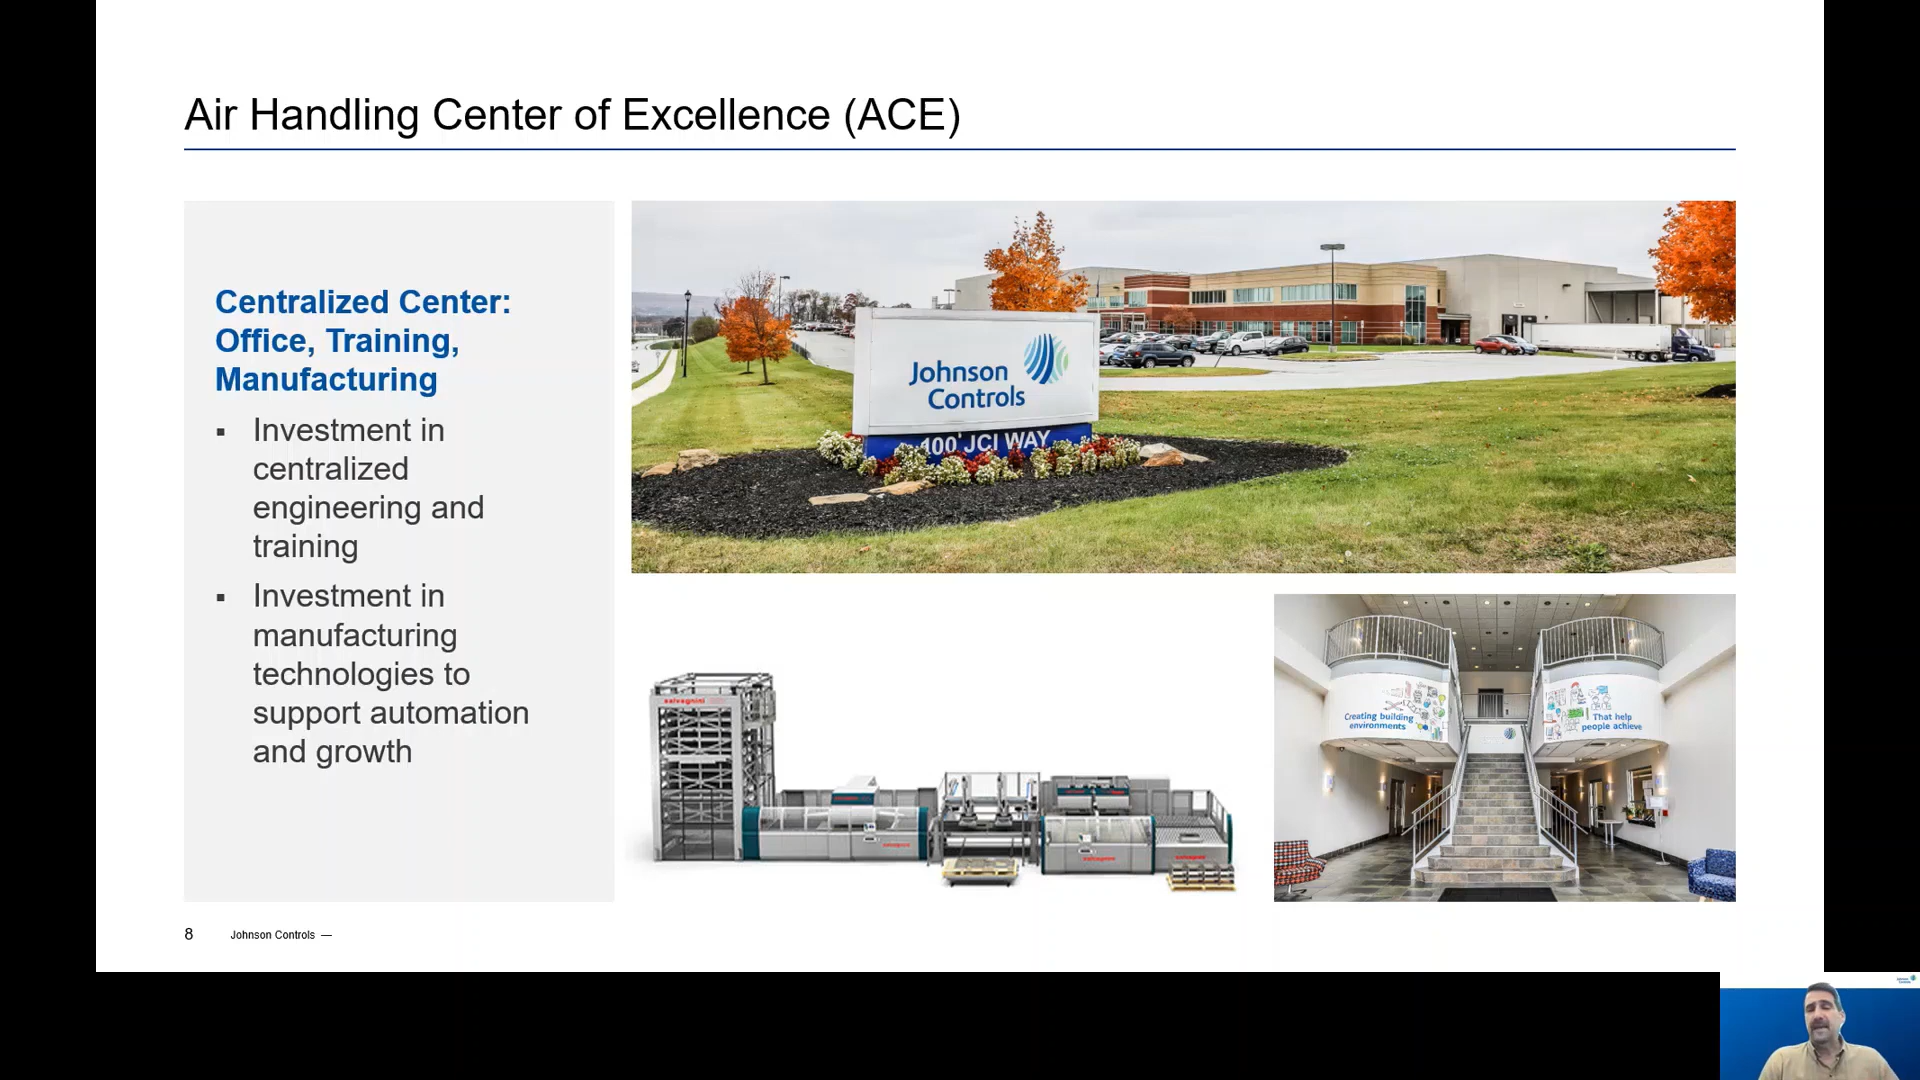 Air Handling Center of Excellence (ACE)
Centralized Center:
Office, Training,
Manufacturing
▪ Investment in
centralized
engineering and
training
▪ Investment in
manufacturing
technologies to
support automation
and growth
Johnson
Controls
100 JCI WAY
salvagnini
Creating building
environments
That help
people achieve
8 Johnson Controls —